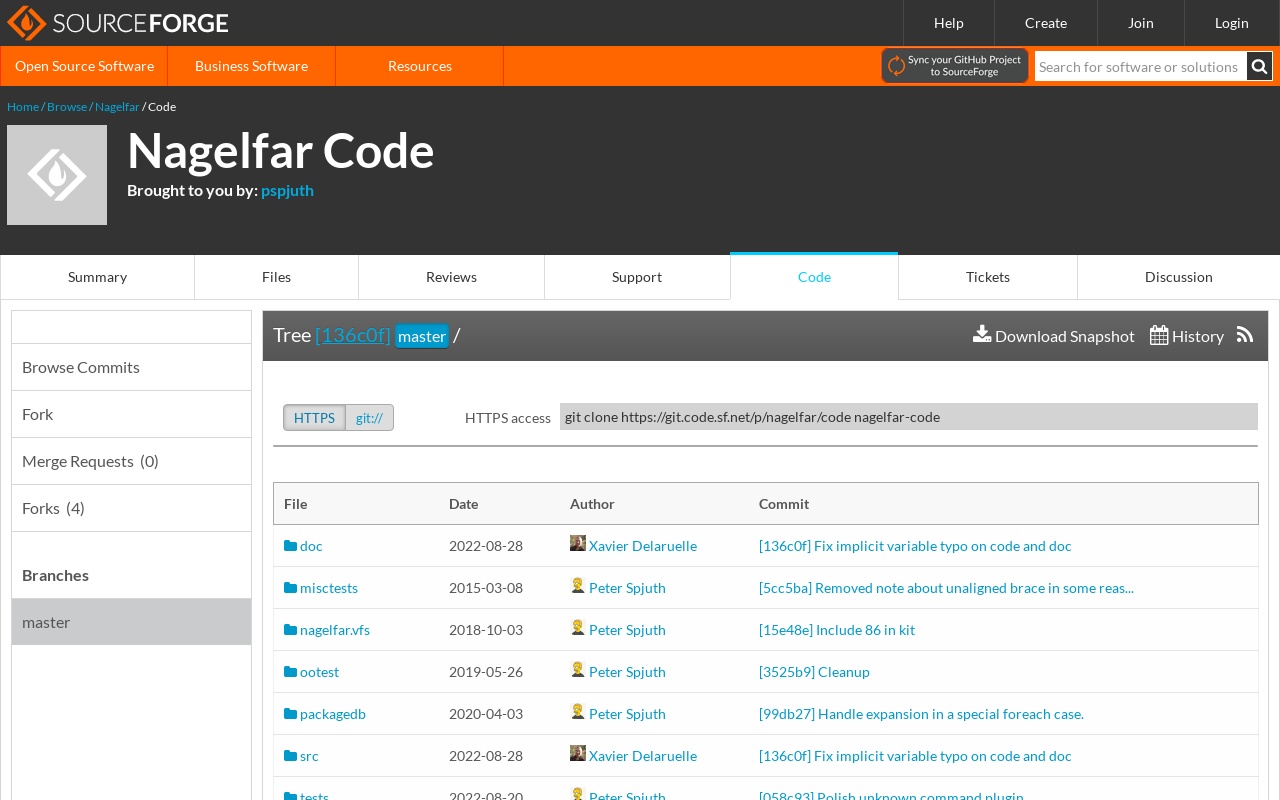 SOURCEFORGE
Help
Create
Join
Login
Open Source Software
Business Software
Resources
Sync your GitHub Project
to SourceForge
Search for software or solutions
Home / Browse / Nagelfar / Code
Nagelfar Code
Brought to you by: pspjuth
Summary
Files
Reviews
Support
Code
Tickets
Discussion
Browse Commits
Fork
Merge Requests (0)
Forks (4)
Branches
master
Tree [136c0f] master /
Download Snapshot
History
HTTPS
git://
HTTPS access
git clone https://git.code.sf.net/p/nagelfar/code nagelfar-code
File Date Author Commit
doc 2022-08-28 Xavier Delaruelle [136c0f] Fix implicit variable typo on code and doc
misctests 2015-03-08 Peter Spjuth [5cc5ba] Removed note about unaligned brace in some reas...
nagelfar.vfs 2018-10-03 Peter Spjuth [15e48e] Include 86 in kit
ootest 2019-05-26 Peter Spjuth [3525b9] Cleanup
packagedb 2020-04-03 Peter Spjuth [99db27] Handle expansion in a special foreach case.
src 2022-08-28 Xavier Delaruelle [136c0f] Fix implicit variable typo on code and doc
tests 2022-08-20 Peter Spjuth [058c93] Polish unknown command plugin